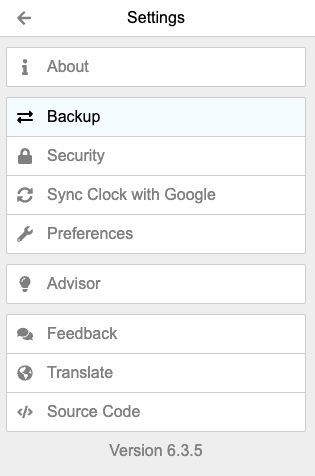 Settings
About
Backup
Security
Sync Clock with Google
Preferences
Advisor
Feedback
Translate
Source Code
Version 6.3.5